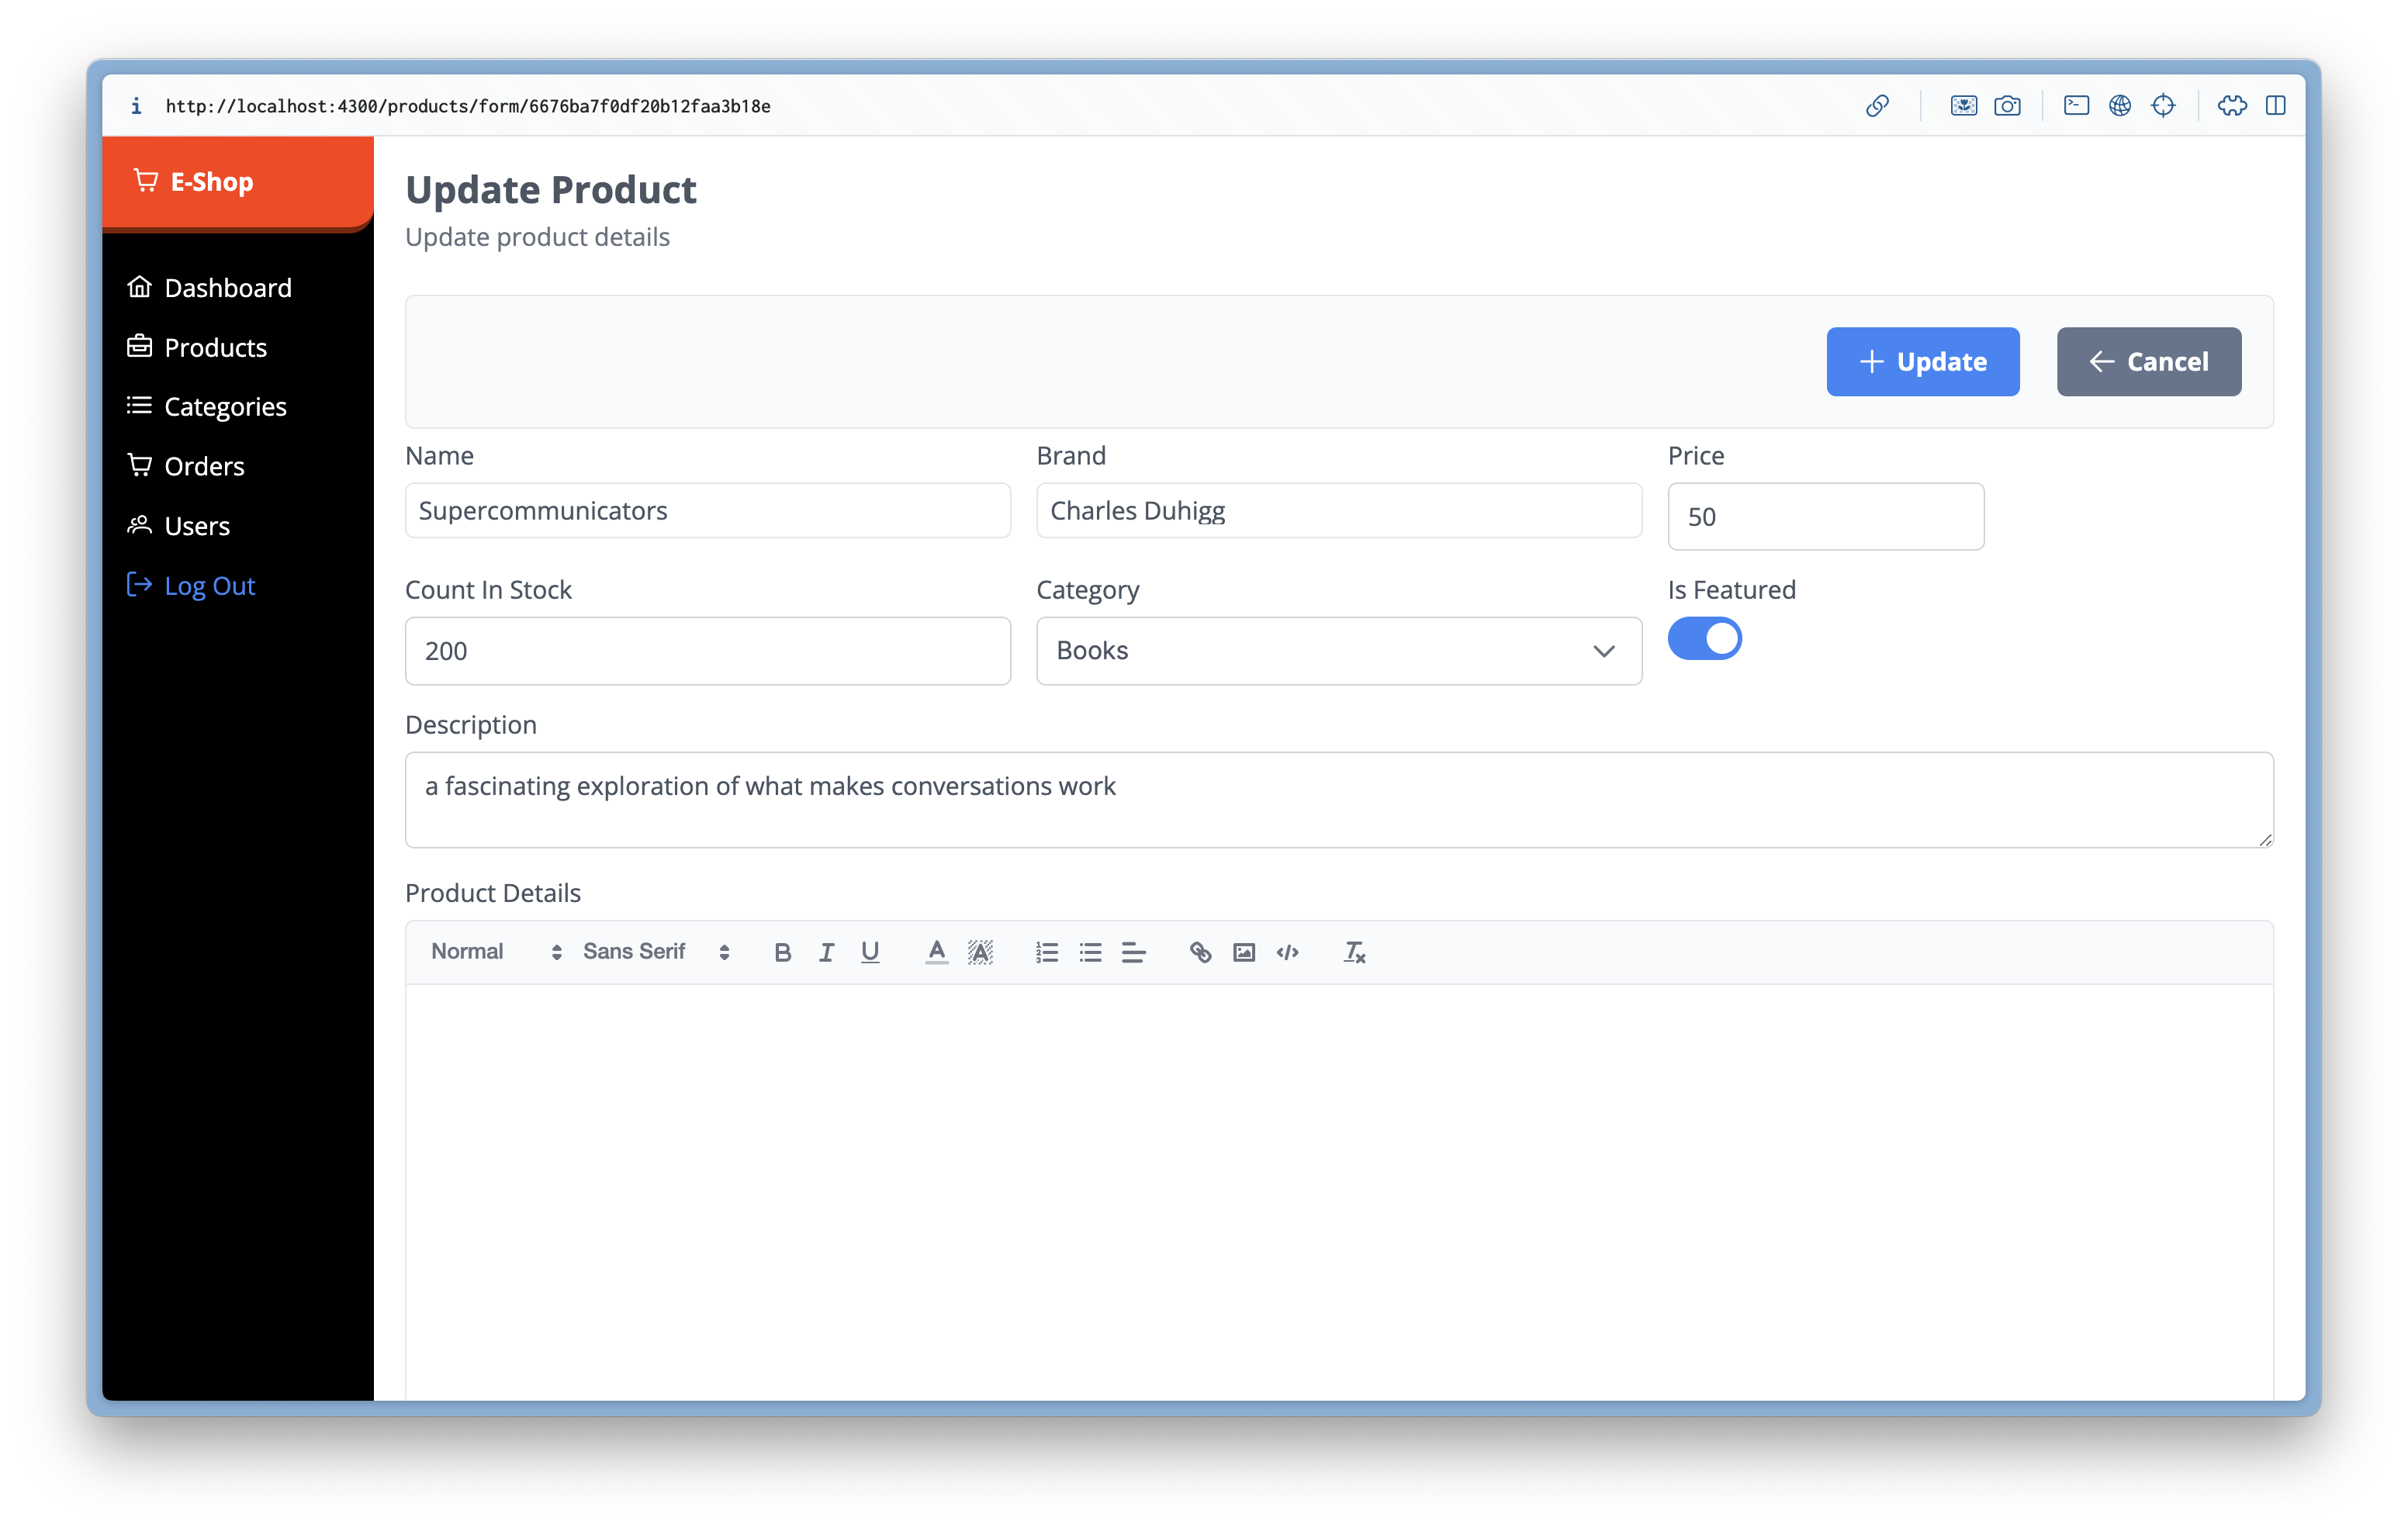 http://localhost:4300/products/form/6676ba7f0df20b12faa3b18e
E-Shop
Dashboard
Products
Categories
Orders
Users
Log Out
Update Product
Update product details
Update
Cancel
Name
Brand
Price
Supercommunicators
Charles Duhigg
50
Count In Stock
Category
Is Featured
200
Books
Description
a fascinating exploration of what makes conversations work
Product Details
Normal
Sans Serif